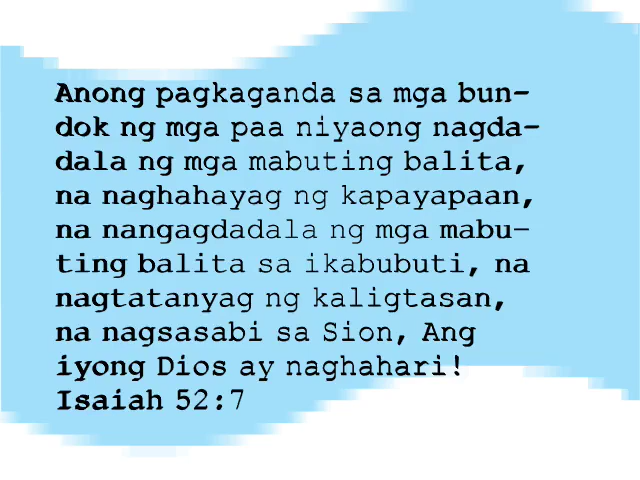 Anong pagkaganda sa mga bun-
dok ng mga paa niyaong nagda-
dala ng mga mabuting balita,
na naghahayag ng kapayapaan,
na nangagdadala ng mga mabu-
ting balita sa ikabubuti, na
nagtatanyag ng kaligtasan,
na nagsasabi sa Sion, Ang
iyong Dios ay naghahari!
Isaiah 52:7